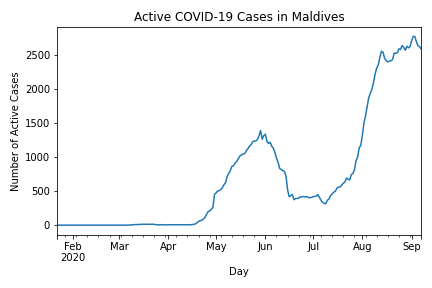 Active COVID-19 Cases in Maldives
Number of Active Cases
2500
2000
1500
1000
500
0
Feb Mar Apr May Jun Jul Aug Sep
2020
Day